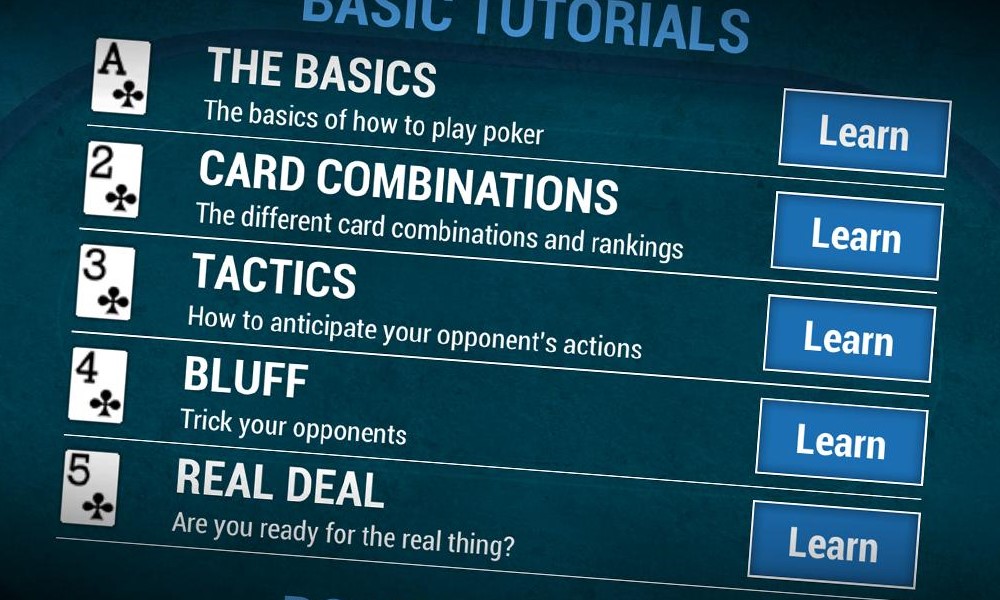 BASIC TUTORIALS
A
THE BASICS
The basics of how to play poker
Learn
2
CARD COMBINATIONS
The different card combinations and rankings
Learn
3
TACTICS
How to anticipate your opponent's actions
Learn
4
BLUFF
Trick your opponents
Learn
5
REAL DEAL
Are you ready for the real thing?
Learn